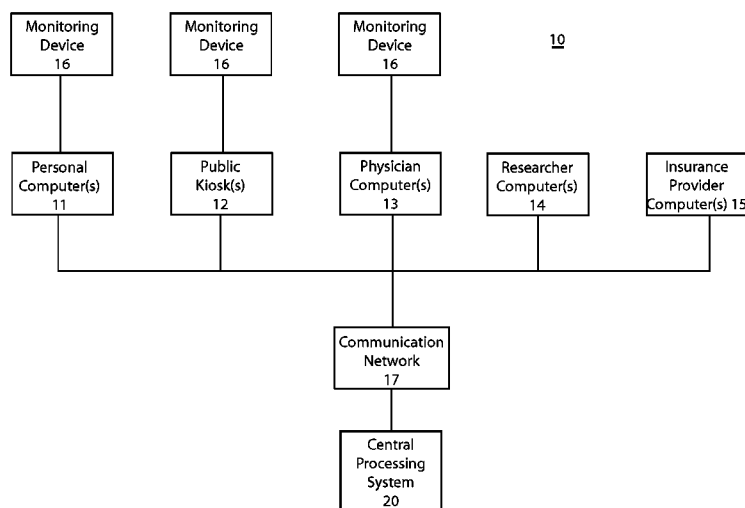 Monitoring
Device
16
Monitoring
Device
16
Monitoring
Device
16
10
Personal
Computer(s)
11
Public
Kiosk(s)
12
Physician
Computer(s)
13
Researcher
Computer(s)
14
Insurance
Provider
Computer(s) 15
Communication
Network
17
Central
Processing
System
20